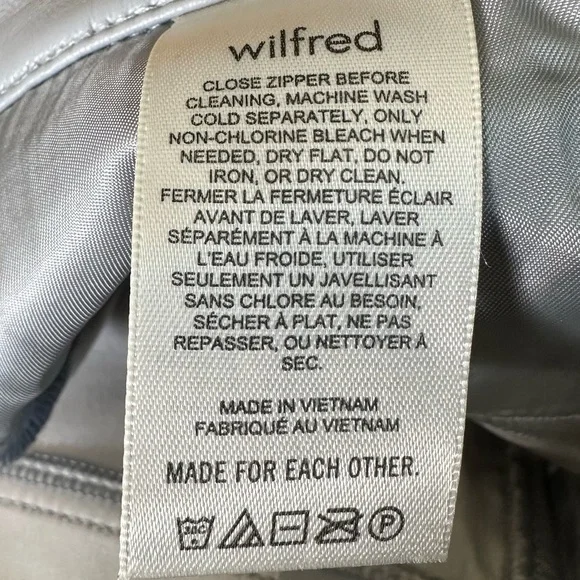 wilfred
CLOSE ZIPPER BEFORE
CLEANING, MACHINE WASH
COLD SEPARATELY, ONLY
NON-CHLORINE BLEACH WHEN
NEEDED, DRY FLAT, DO NOT
IRON, OR DRY CLEAN.
FERMER LA FERMETURE ÉCLAIR
AVANT DE LAVER, LAVER
SÉPARÉMENT À LA MACHINE À
L'EAU FROIDE, UTILISER
SEULEMENT UN JAVELLISANT
SANS CHLORE AU BESOIN,
SÉCHER À PLAT, NE PAS
REPASSER, OU NETTOYER À
SEC.
MADE IN VIETNAM
FABRIQUÉ AU VIETNAM
MADE FOR EACH OTHER.
P